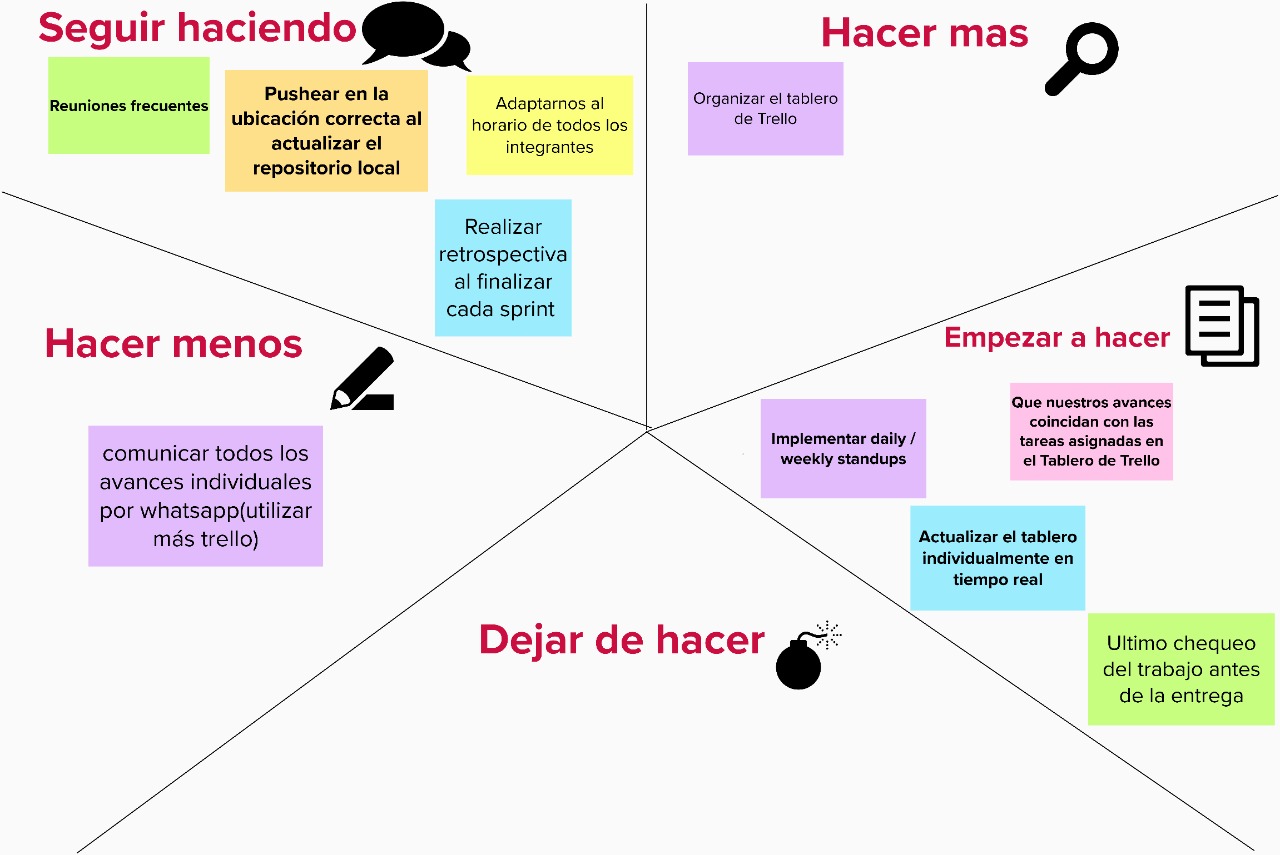 Seguir haciendo
Reuniones frecuentes
Pushear en la
ubicación correcta al
actualizar el
repositorio local
Adaptarnos al
horario de todos los
integrantes
Realizar
retrospectiva
al finalizar
cada sprint
Hacer mas
Organizar el tablero
de Trello
Hacer menos
comunicar todos los
avances individuales
por whatsapp(utilizar
más trello)
Empezar a hacer
Implementar daily /
weekly standups
Que nuestros avances
coincidan con las
tareas asignadas en
el Tablero de Trello
Actualizar el tablero
individualmente en
tiempo real
Ultimo chequeo
del trabajo antes
de la entrega
Dejar de hacer